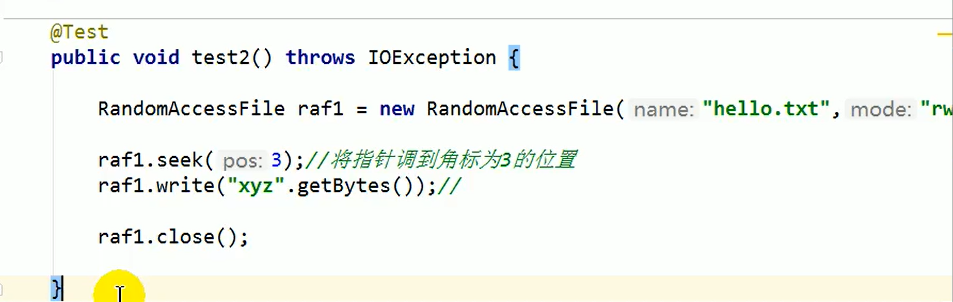 @Test
public void test2() throws IOException {
RandomAccessFile raf1 = new RandomAccessFile( name: "hello.txt", mode: "rw
raf1.seek( pos: 3);//将指针调到角标为3的位置
raf1.write("xyz".getBytes());//
raf1.close();
}